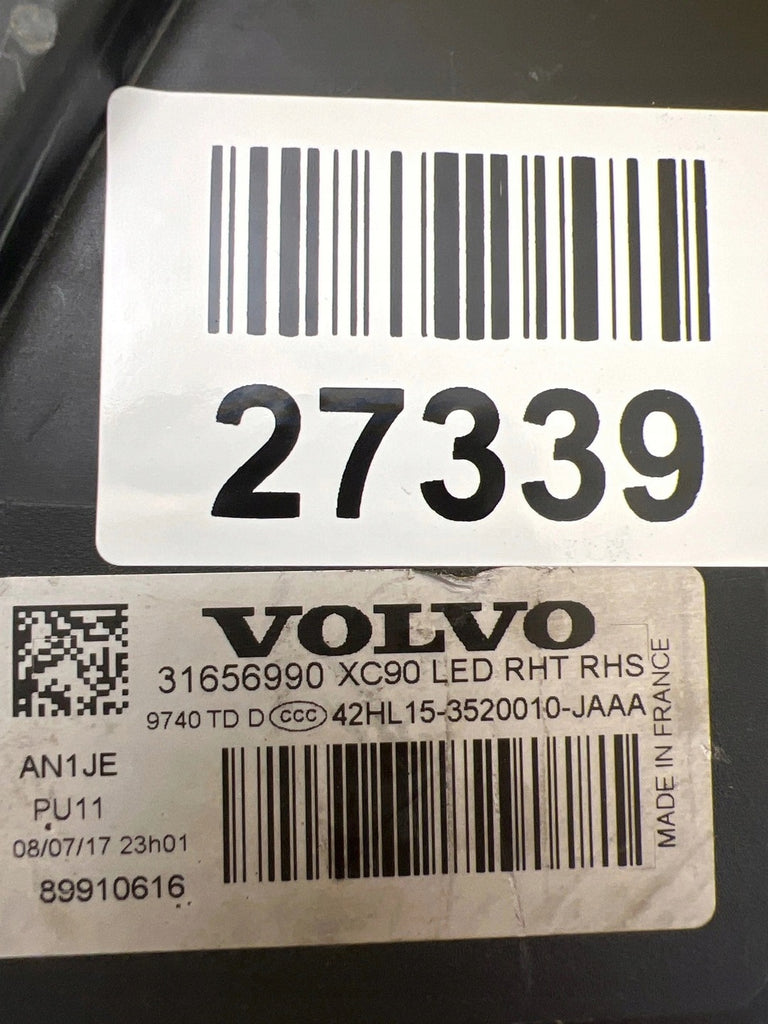 27339
VOLVO
31656990 XC90 LED RHT RHS
9740 TD D CCC 42HL15-3520010-JAAA
AN1JE
PU11
08/07/17 23h01
89910616
MADE IN FRANCE